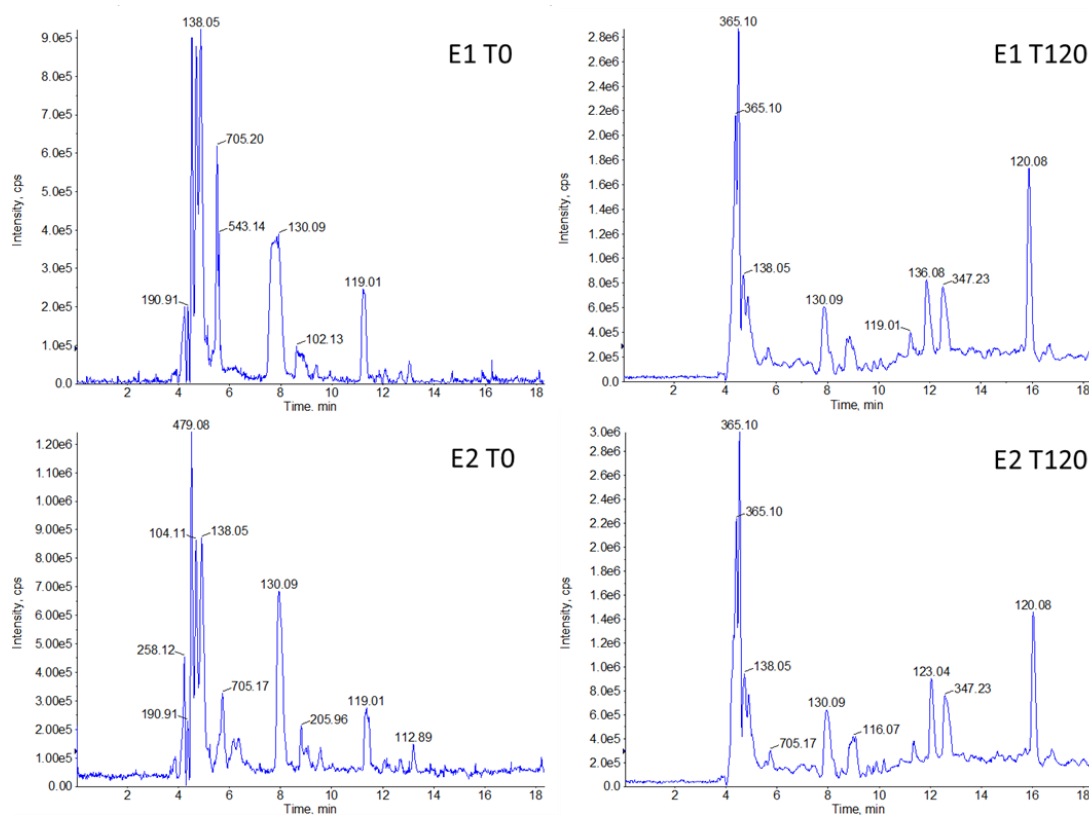 138.05
E1 T0
9.0e5
8.0e5
7.0e5
6.0e5
5.0e5
4.0e5
3.0e5
2.0e5
1.0e5
0.0
Intensity, cps
705.20
543.14
130.09
190.91
119.01
102.13
2 4 6 8 10 12 14 16 18
Time, min
365.10
E1 T120
2.8e6
2.6e6
2.4e6
2.2e6
2.0e6
1.8e6
1.6e6
1.4e6
1.2e6
1.0e6
8.0e5
6.0e5
4.0e5
2.0e5
0.0
Intensity, cps
365.10
120.08
138.05
136.08
347.23
130.09
119.01
2 4 6 8 10 12 14 16 18
Time, min
479.08
E2 T0
1.20e6
1.00e6
8.00e5
6.00e5
4.00e5
3.00e5
2.00e5
1.00e5
0.00
Intensity, cps
104.11
138.05
130.09
258.12
705.17
190.91
119.01
205.96
112.89
2 4 6 8 10 12 14 16 18
Time, min
365.10
E2 T120
3.0e6
2.8e6
2.6e6
2.4e6
2.2e6
2.0e6
1.8e6
1.6e6
1.4e6
1.2e6
1.0e6
8.0e5
6.0e5
4.0e5
2.0e5
0.0
Intensity, cps
365.10
120.08
138.05
123.04
347.23
130.09
116.07
705.17
2 4 6 8 10 12 14 16 18
Time, min